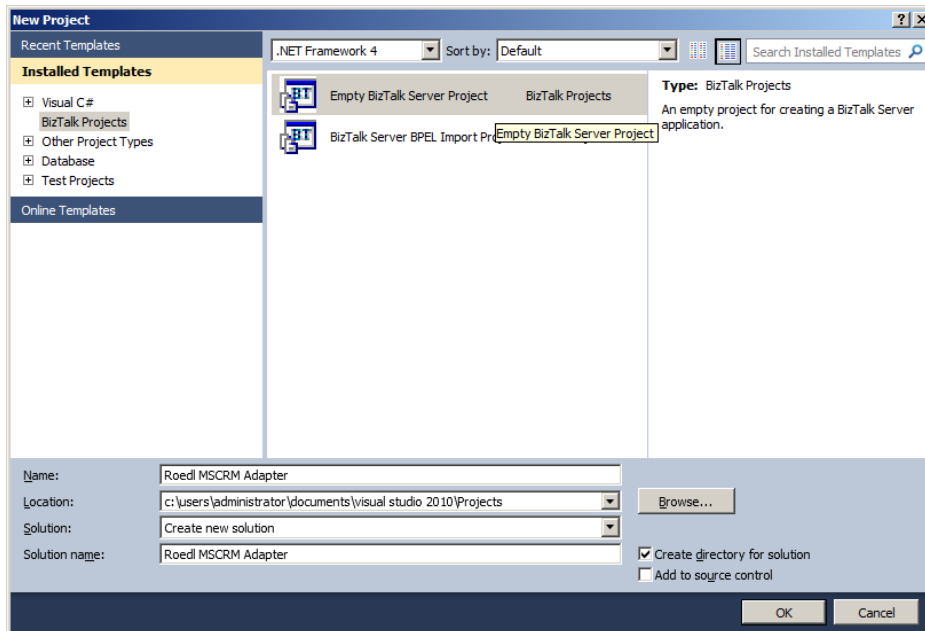 New Project
Recent Templates
Installed Templates
Visual C#
BizTalk Projects
Other Project Types
Database
Test Projects
Online Templates
.NET Framework 4 Sort by: Default Search Installed Templates
BT Empty BizTalk Server Project BizTalk Projects
BT BizTalk Server BPEL Import
Empty BizTalk Server Project
Type: BizTalk Projects
An empty project for creating a BizTalk Server
application.
Name: Roedl MSCRM Adapter
Location: c:\users\administrator\documents\visual studio 2010\Projects Browse...
Solution: Create new solution
Solution name: Roedl MSCRM Adapter
Create directory for solution
Add to source control
OK Cancel